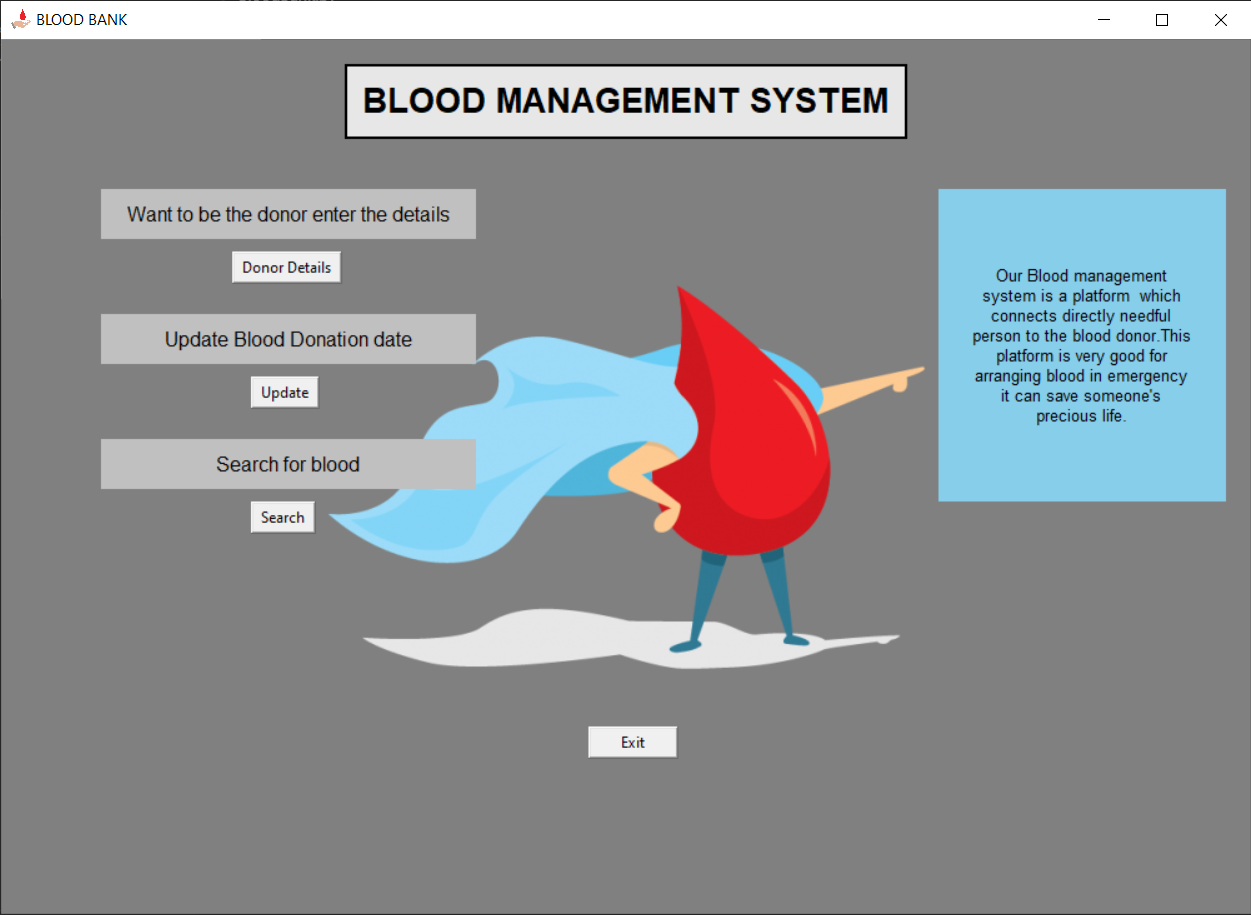 BLOOD BANK
BLOOD MANAGEMENT SYSTEM
Want to be the donor enter the details
Donor Details
Update Blood Donation date
Update
Search for blood
Search
Our Blood management
system is a platform  which
connects directly needful
person to the blood donor.This
platform is very good for
arranging blood in emergency
it can save someone's
precious life.
Exit